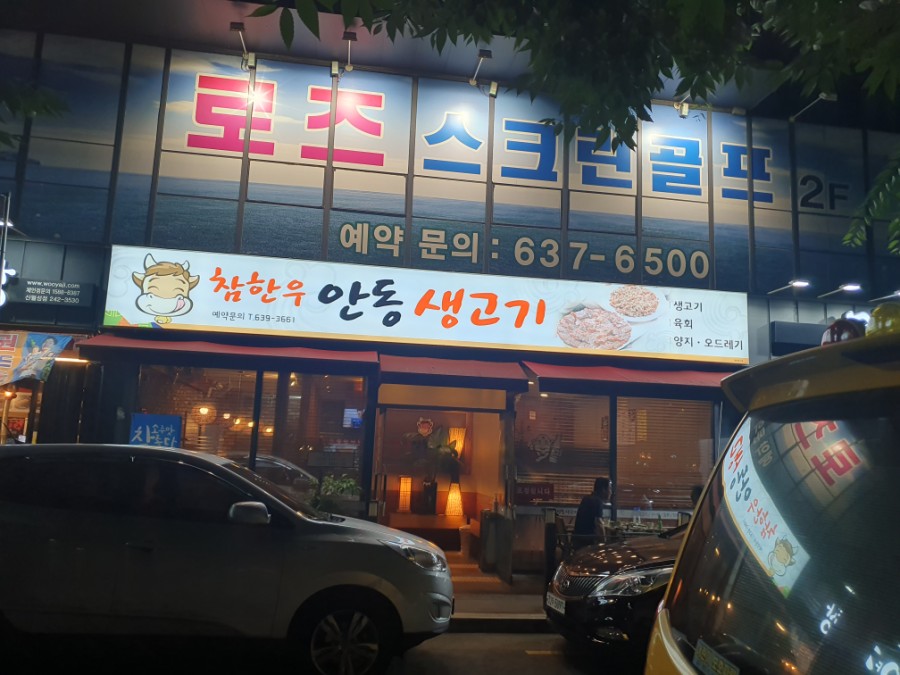 로즈 스크린골프 2F
예약 문의 : 637-6500
참한우 안동 생고기
예약문의 T.639-3661
생고기
육회
양지 · 오드레기